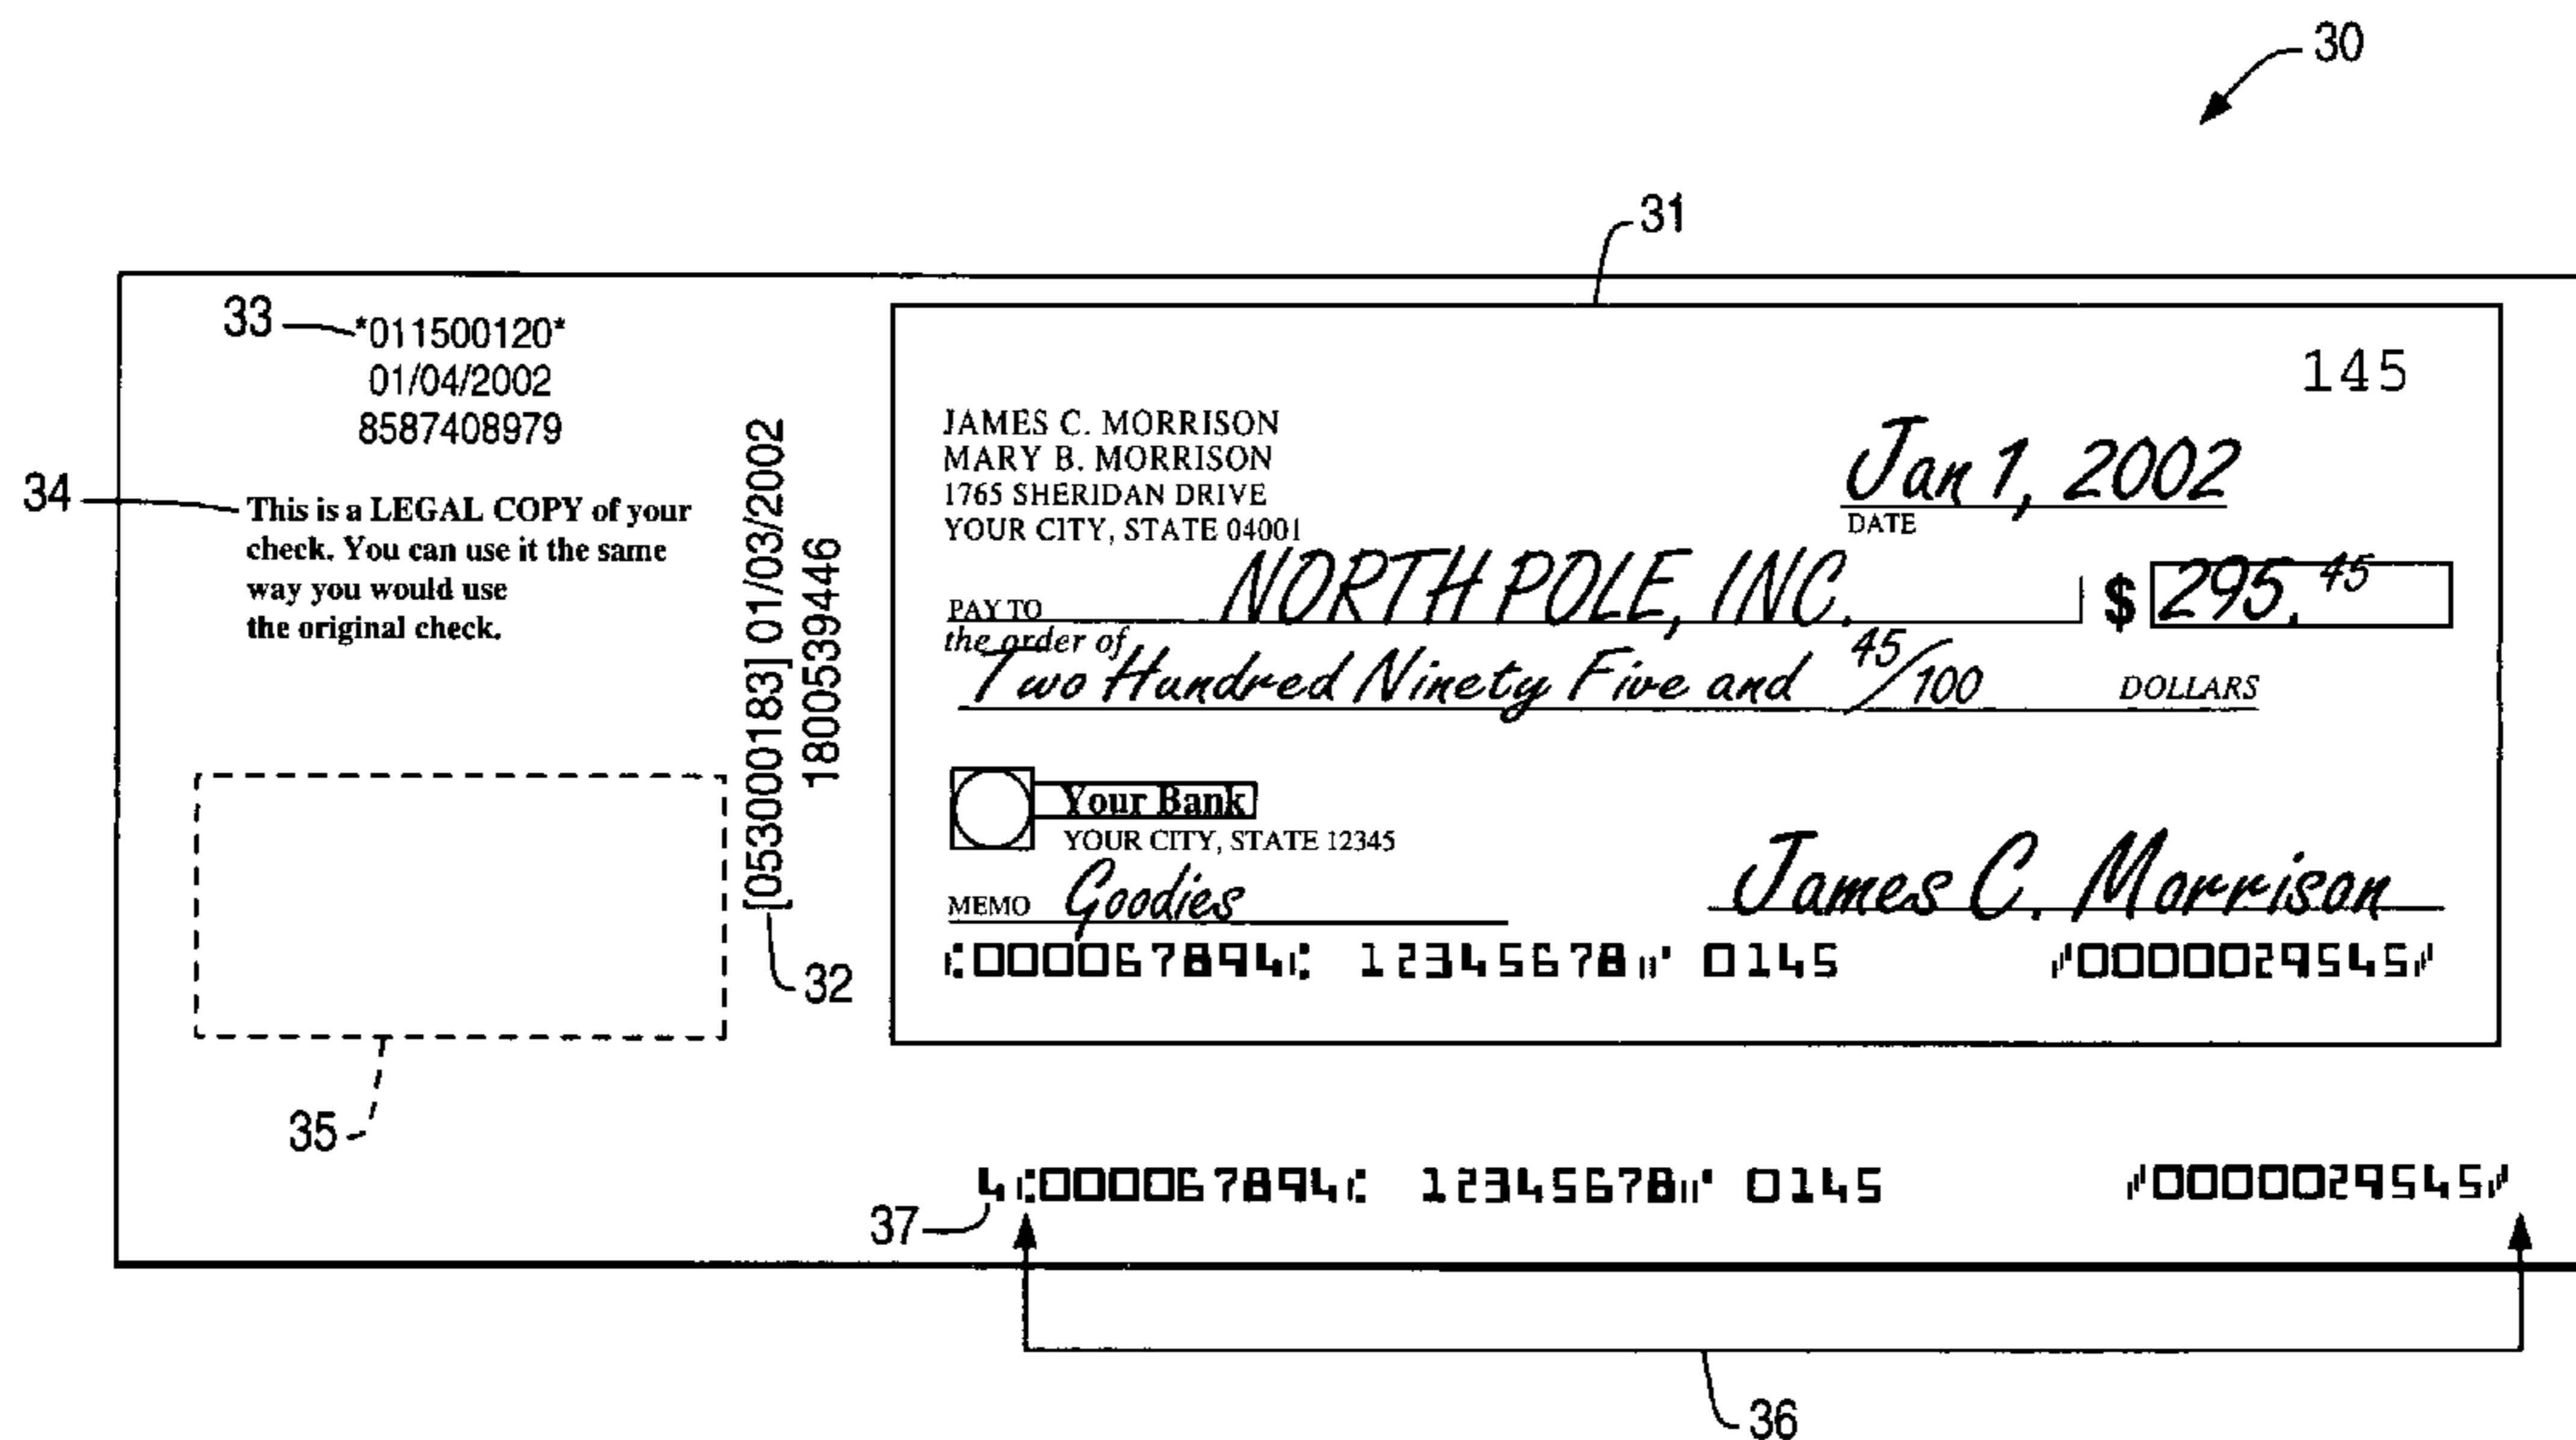 30
31
33
*011500120*
01/04/2002
8587408979
34
This is a LEGAL COPY of your
check. You can use it the same
way you would use
the original check.
[053000183] 01/03/2002
1800539446
32
35
145
JAMES C. MORRISON
MARY B. MORRISON
1765 SHERIDAN DRIVE
YOUR CITY, STATE 04001
Jan 1, 2002
DATE
PAY TO
the order of
NORTH POLE, INC.
$ 295.45
Two Hundred Ninety Five and 45/100 DOLLARS
Your Bank
YOUR CITY, STATE 12345
MEMO Goodies
James C. Morrison
⑆000067894⑆ 12345678⑈ 0145 ⑇0000029545⑇
4⑆000067894⑆ 12345678⑈ 0145 ⑇0000029545⑇
37
36